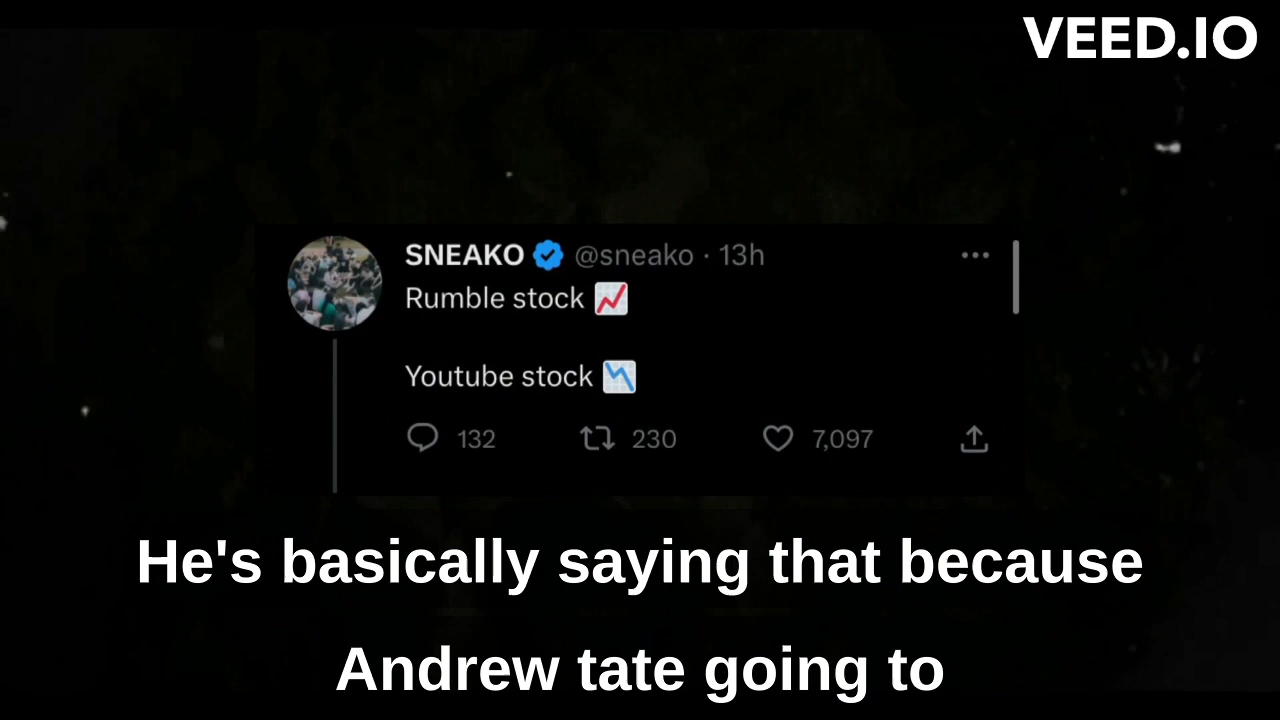 VEED.IO
SNEAKO @sneako · 13h
Rumble stock 📈
Youtube stock 📉
132 230 7,097
He's basically saying that because
Andrew tate going to